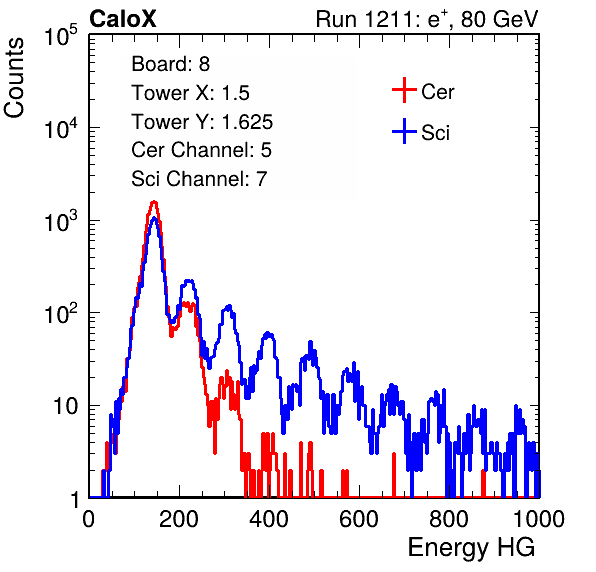 CaloX Run 1211: e⁺, 80 GeV
Counts
10⁵
10⁴
10³
10²
10
1
Board: 8
Tower X: 1.5
Tower Y: 1.625
Cer Channel: 5
Sci Channel: 7
Cer
Sci
0 200 400 600 800 1000
Energy HG